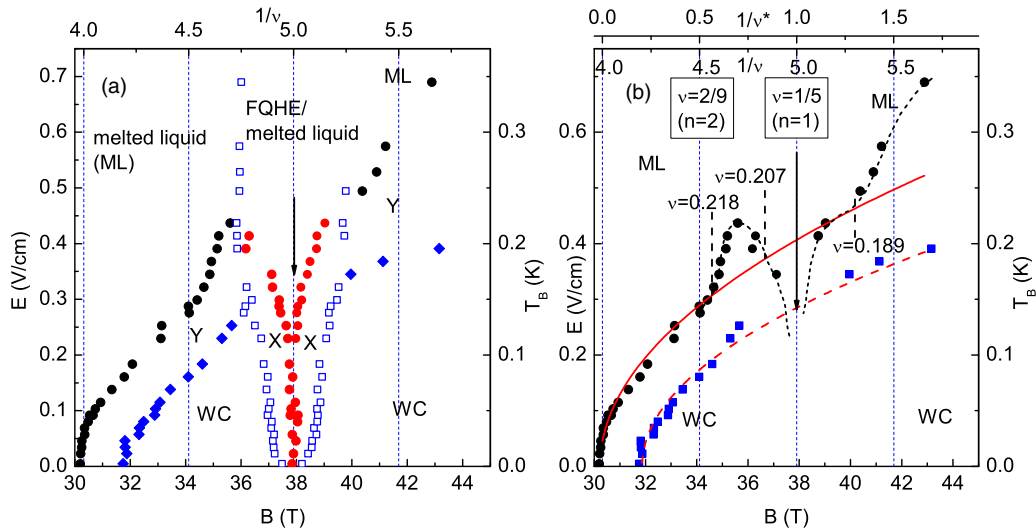 1/ν
4.0 4.5 5.0 5.5
(a)
ML
FQHE/
melted liquid
melted liquid
(ML)
Y
Y
X X
WC
WC
0.7
0.6
0.5
0.4
0.3
0.2
0.1
0.0
E (V/cm)
0.3
0.2
0.1
0.0
T_B (K)
30 32 34 36 38 40 42 44
B (T)
0.0 0.5 1.0 1.5
1/ν*
4.0 4.5 1/ν 5.0 5.5
(b)
ν=2/9
(n=2)
ν=1/5
(n=1)
ML
ML
ν=0.207
ν=0.218
ν=0.189
WC
WC
0.6
0.4
0.2
0.0
E (V/cm)
0.3
0.2
0.1
0.0
T_B (K)
30 32 34 36 38 40 42 44
B (T)